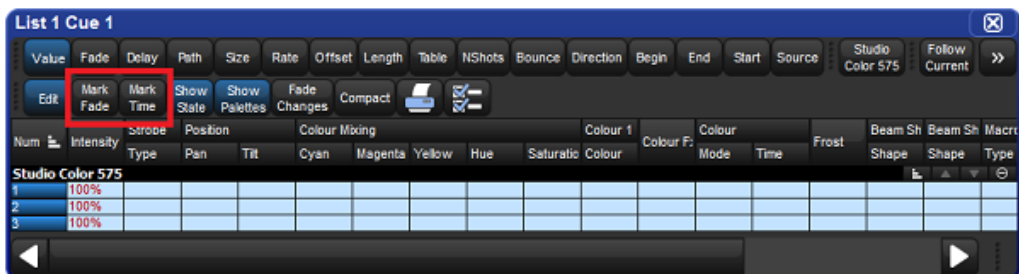 List 1 Cue 1
Value Fade Delay Path Size Rate Offset Length Table NShots Bounce Direction Begin End Start Source Studio Color 575 Follow Current »
Edit Mark Fade Mark Time Show State Show Palettes Fade Changes Compact
Num Intensity Strobe Position Colour Mixing Colour 1 Colour F: Colour Frost Beam Sh Beam Sh Macro
Type Pan Tilt Cyan Magenta Yellow Hue Saturatic Colour Mode Time Shape Shape Type
Studio Color 575
1 100%
2 100%
3 100%